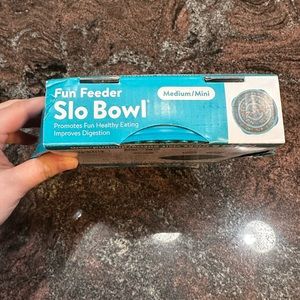 Fun Feeder
Slo Bowl
Medium/Mini
Promotes Fun Healthy Eating
Improves Digestion